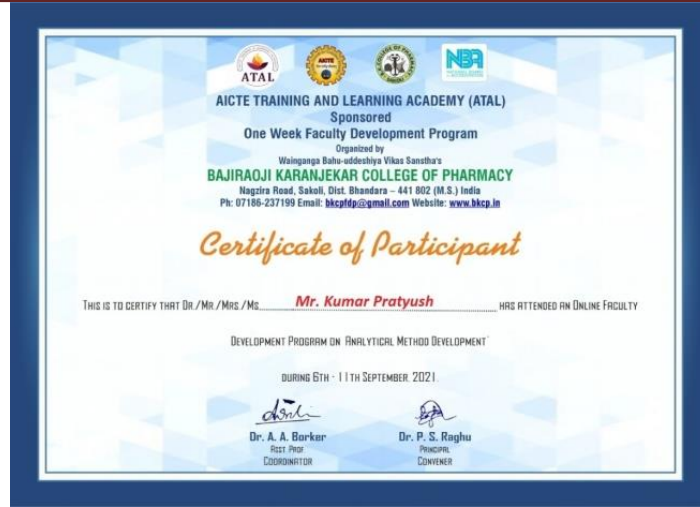 ATAL
AICTE
NBA
AICTE TRAINING AND LEARNING ACADEMY (ATAL)
Sponsored
One Week Faculty Development Program
Organized by
Wainganga Bahu-uddeshiya Vikas Sanstha's
BAJIRAOJI KARANJEKAR COLLEGE OF PHARMACY
Nagzira Road, Sakoli, Dist. Bhandara – 441 802 (M.S.) India
Ph: 07186-237199 Email: bkcpfdp@gmail.com Website: www.bkcp.in
Certificate of Participant
THIS IS TO CERTIFY THAT DR./MR./MRS./MS. Mr. Kumar Pratyush HAS ATTENDED AN ONLINE FACULTY
DEVELOPMENT PROGRAM ON ANALYTICAL METHOD DEVELOPMENT
DURING 6TH - 11TH SEPTEMBER 2021.
Dr. A. A. Borker
ASST PROF
COORDINATOR
Dr. P. S. Raghu
PRINCIPAL
CONVENER